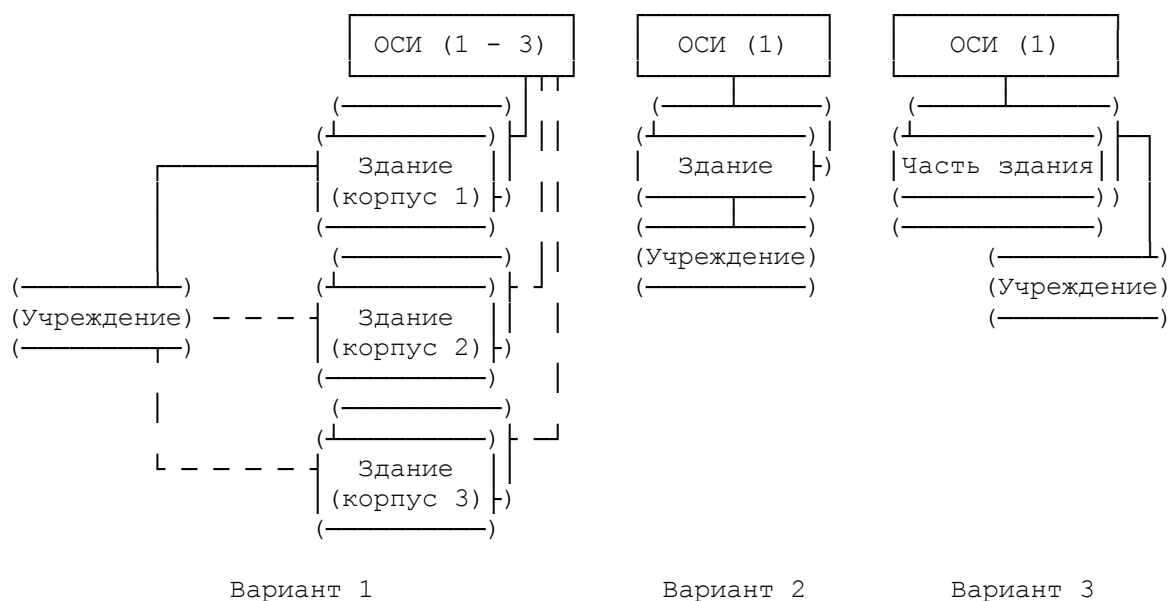 ОСИ (1 - 3) ОСИ (1) ОСИ (1)
Здание Здание Часть здания
(корпус 1)
Учреждение
Учреждение Здание Учреждение
(корпус 2)
Здание
(корпус 3)
Вариант 1 Вариант 2 Вариант 3